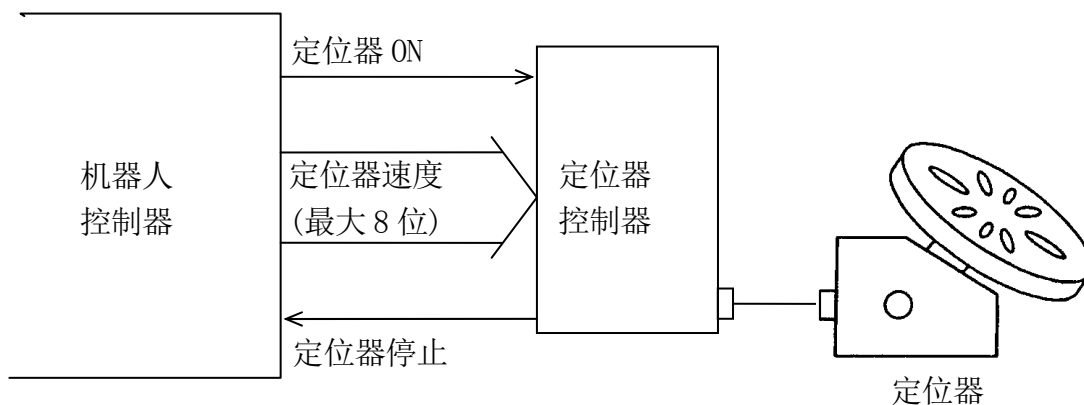 定位器 ON
机器人
控制器
定位器速度
(最大 8 位)
定位器
控制器
定位器停止
定位器